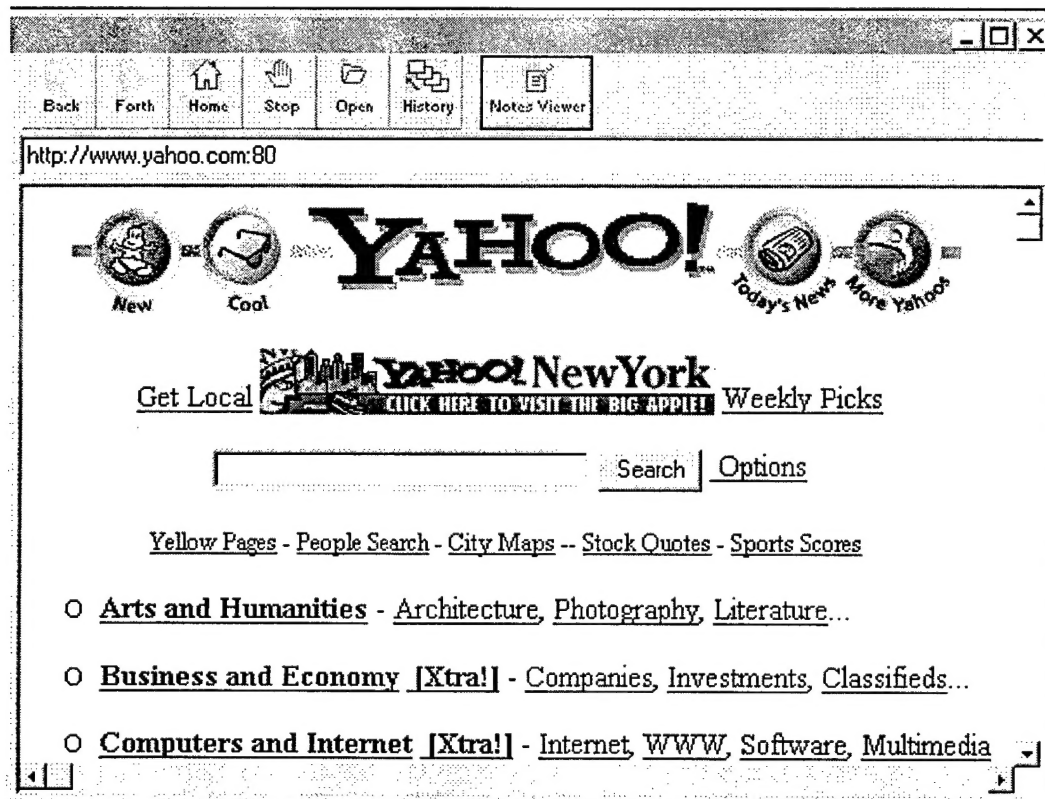 Back Forth Home Stop Open History Notes Viewer
http://www.yahoo.com:80
New Cool YAHOO! Today's News More Yahoos
Get Local YAHOO! New York Weekly Picks
CLICK HERE TO VISIT THE BIG APPLE!
Search Options
Yellow Pages - People Search - City Maps -- Stock Quotes - Sports Scores
O Arts and Humanities - Architecture, Photography, Literature...
O Business and Economy [Xtra!] - Companies, Investments, Classifieds...
O Computers and Internet [Xtra!] - Internet, WWW, Software, Multimedia